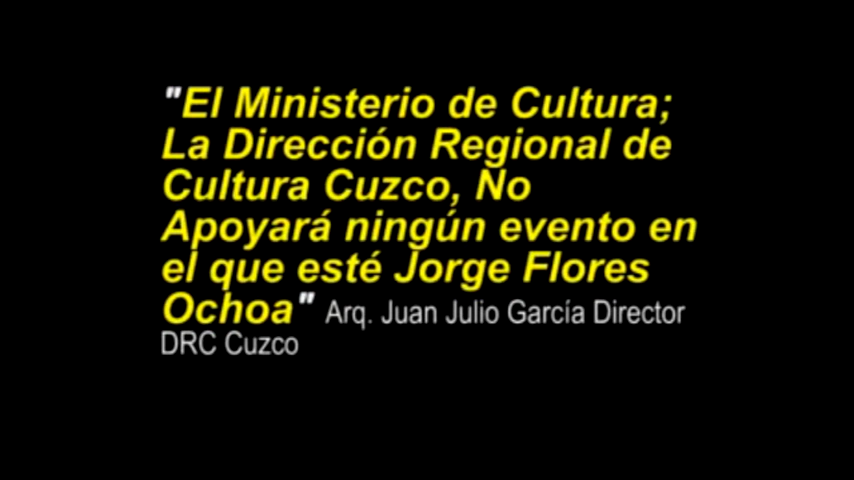 "El Ministerio de Cultura;
La Dirección Regional de
Cultura Cuzco, No
Apoyará ningún evento en
el que esté Jorge Flores
Ochoa" Arq. Juan Julio García Director
DRC Cuzco